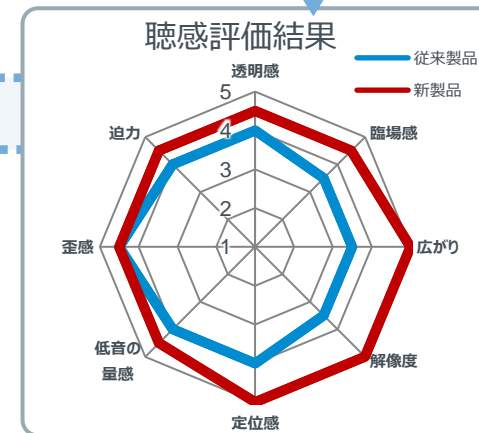 聴感評価結果
従来製品
新製品
透明感
臨場感
広がり
解像度
定位感
低音の
量感
歪感
迫力
5
4
3
2
1